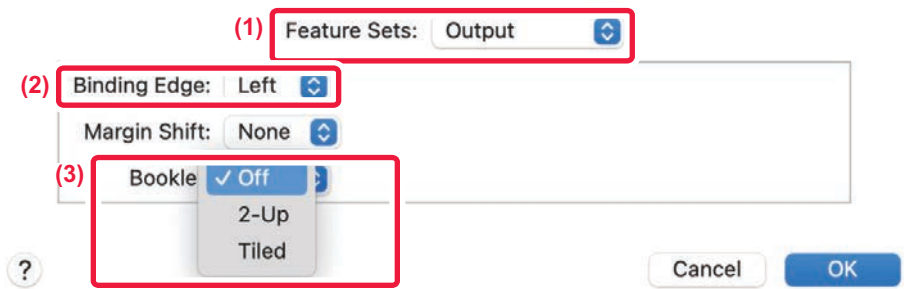 (1) Feature Sets: Output
(2) Binding Edge: Left
Margin Shift: None
(3) Bookle ✓ Off
2-Up
Tiled
? Cancel OK